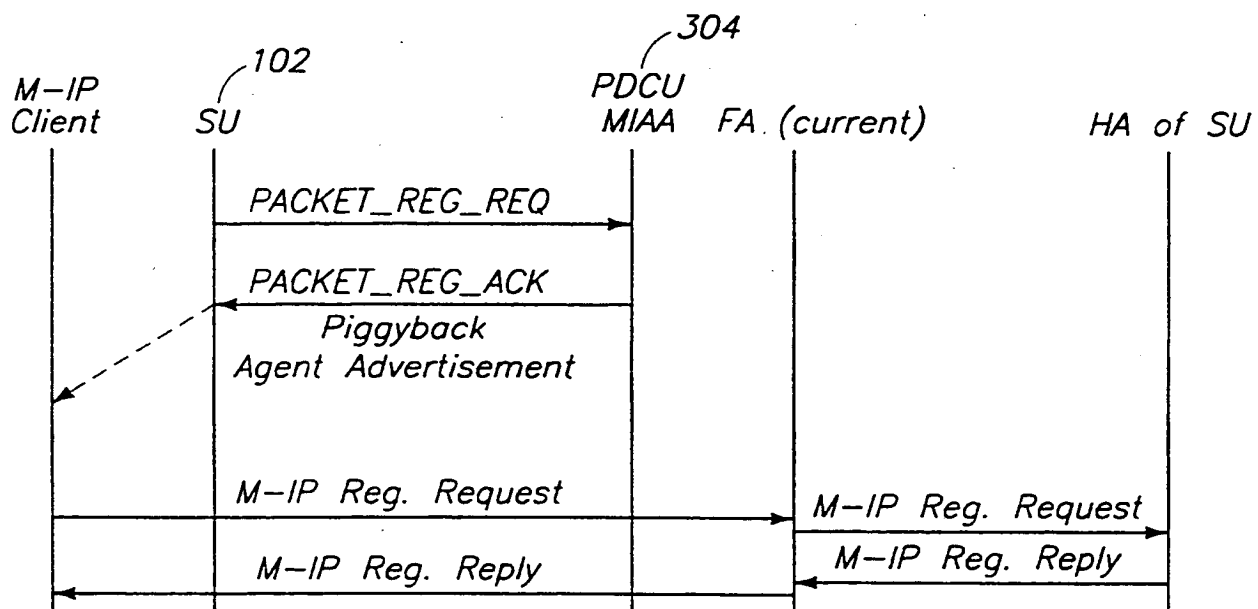 304
102
M-IP
Client
SU
PDCU
MIAA
FA (current)
HA of SU
PACKET_REG_REQ
PACKET_REG_ACK
Piggyback
Agent Advertisement
M-IP Reg. Request
M-IP Reg. Request
M-IP Reg. Reply
M-IP Reg. Reply